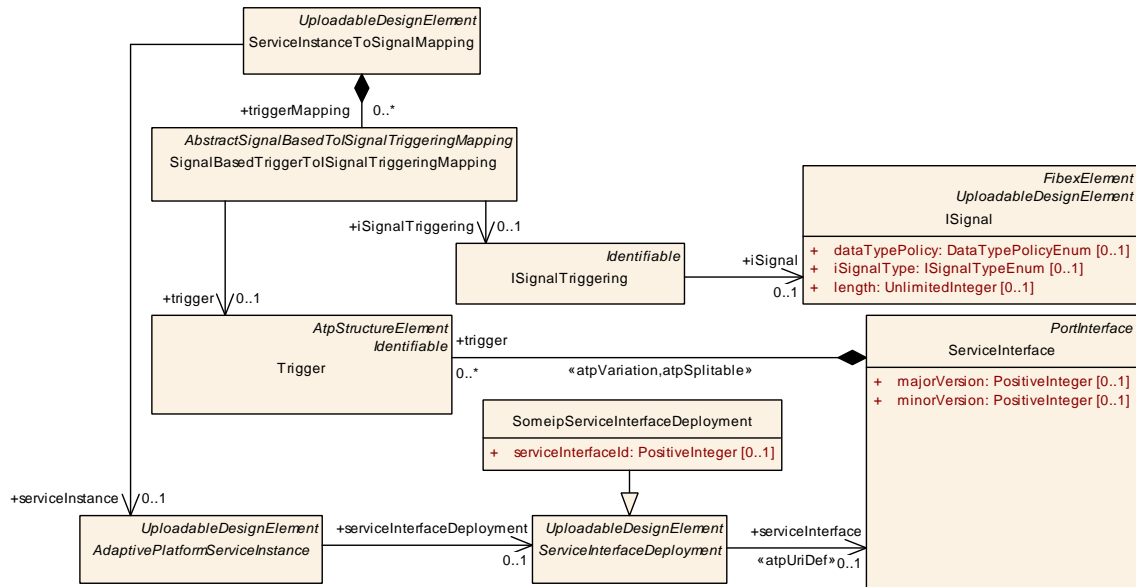 UploadableDesignElement
ServiceInstanceToSignalMapping
+triggerMapping 0..*
AbstractSignalBasedToISignalTriggeringMapping
SignalBasedTriggerToISignalTriggeringMapping
FibexElement
UploadableDesignElement
ISignal
+ dataTypePolicy: DataTypePolicyEnum [0..1]
+ iSignalType: ISignalTypeEnum [0..1]
+ length: UnlimitedInteger [0..1]
+iSignalTriggering 0..1
Identifiable
ISignalTriggering
+iSignal
0..1
+trigger 0..1
AtpStructureElement
Identifiable
Trigger
+trigger
0..*
«atpVariation,atpSplitable»
PortInterface
ServiceInterface
+ majorVersion: PositiveInteger [0..1]
+ minorVersion: PositiveInteger [0..1]
SomeipServiceInterfaceDeployment
+ serviceInterfaceId: PositiveInteger [0..1]
+serviceInstance 0..1
UploadableDesignElement
AdaptivePlatformServiceInstance
+serviceInterfaceDeployment
0..1
UploadableDesignElement
ServiceInterfaceDeployment
+serviceInterface
«atpUriDef» 0..1